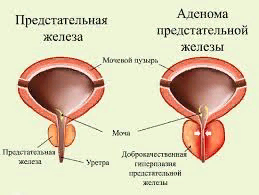 Предстательная
железа
Аденома
предстательной
железы
Мочевой пузырь
Моча
Предстательная
железа
Уретра
Доброкачественная
гиперплазия
предстательной
железы